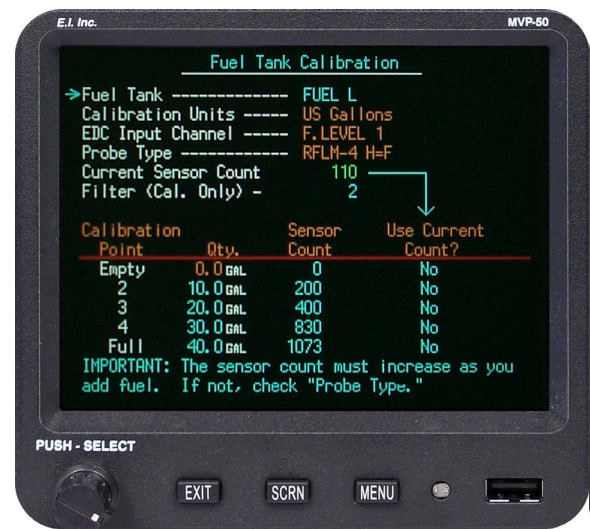 E.I. Inc. MVP-50
Fuel Tank Calibration
Fuel Tank ------------- FUEL L
Calibration Units ----- US Gallons
EDC Input Channel ----- F.LEVEL 1
Probe Type ------------ RFLM-4 H=F
Current Sensor Count 110
Filter (Cal. Only) - 2
Calibration Sensor Use Current
Point Qty. Count Count?
Empty 0.0 GAL 0 No
2 10.0 GAL 200 No
3 20.0 GAL 400 No
4 30.0 GAL 830 No
Full 40.0 GAL 1073 No
IMPORTANT: The sensor count must increase as you
add fuel. If not, check "Probe Type."
PUSH - SELECT
EXIT SCRN MENU